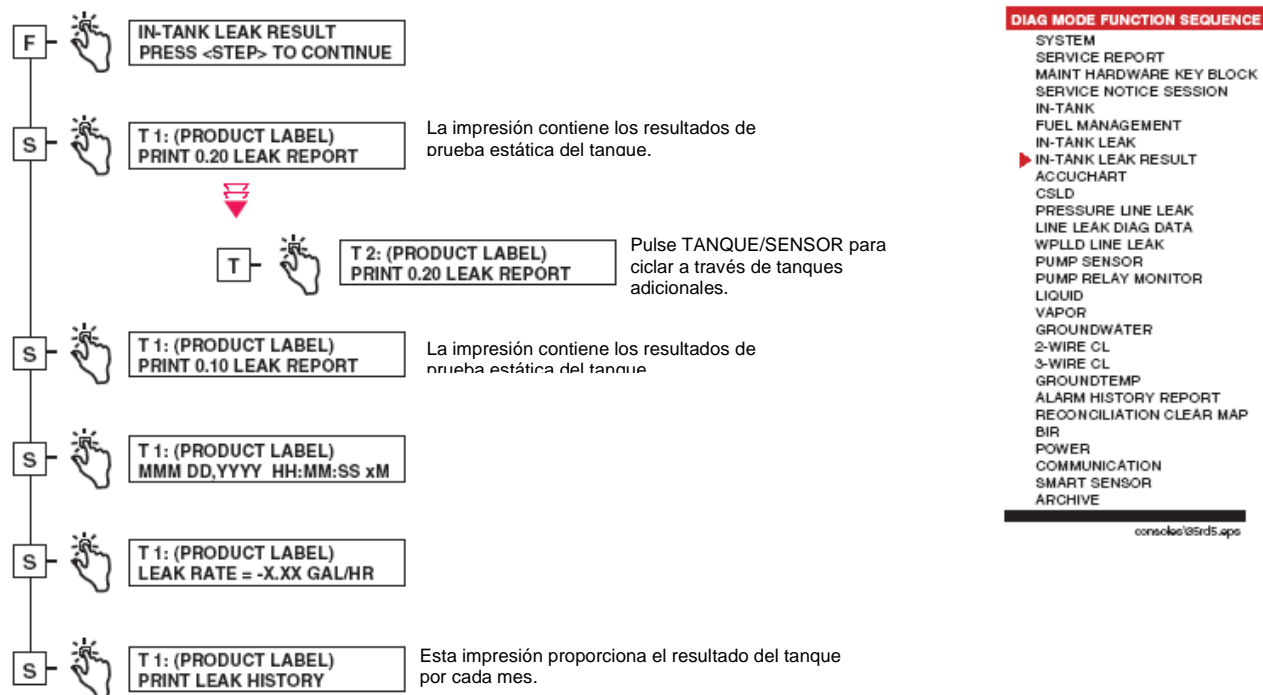 F
IN-TANK LEAK RESULT
PRESS <STEP> TO CONTINUE
S
T 1: (PRODUCT LABEL)
PRINT 0.20 LEAK REPORT
La impresión contiene los resultados de
prueba estática del tanque.
T
T 2: (PRODUCT LABEL)
PRINT 0.20 LEAK REPORT
Pulse TANQUE/SENSOR para
ciclar a través de tanques
adicionales.
S
T 1: (PRODUCT LABEL)
PRINT 0.10 LEAK REPORT
La impresión contiene los resultados de
prueba estática del tanque
S
T 1: (PRODUCT LABEL)
MMM DD,YYYY HH:MM:SS xM
S
T 1: (PRODUCT LABEL)
LEAK RATE = -X.XX GAL/HR
S
T 1: (PRODUCT LABEL)
PRINT LEAK HISTORY
Esta impresión proporciona el resultado del tanque
por cada mes.
DIAG MODE FUNCTION SEQUENCE
SYSTEM
SERVICE REPORT
MAINT HARDWARE KEY BLOCK
SERVICE NOTICE SESSION
IN-TANK
FUEL MANAGEMENT
IN-TANK LEAK
IN-TANK LEAK RESULT
ACCUCHART
CSLD
PRESSURE LINE LEAK
LINE LEAK DIAG DATA
WPLLD LINE LEAK
PUMP SENSOR
PUMP RELAY MONITOR
LIQUID
VAPOR
GROUNDWATER
2-WIRE CL
3-WIRE CL
GROUNDTEMP
ALARM HISTORY REPORT
RECONCILIATION CLEAR MAP
BIR
POWER
COMMUNICATION
SMART SENSOR
ARCHIVE